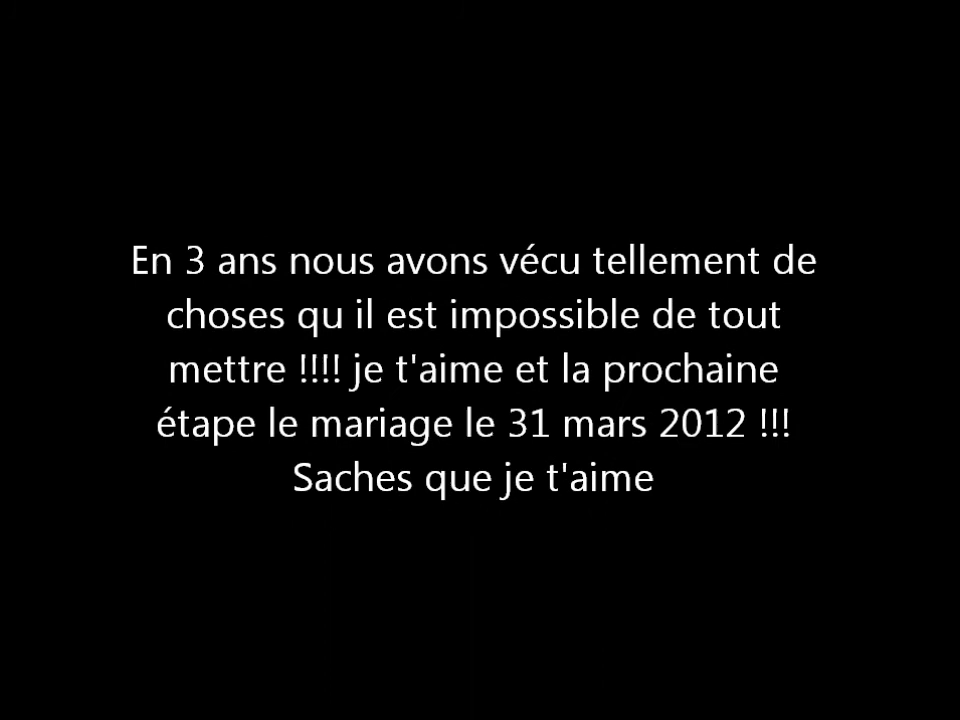 En 3 ans nous avons vécu tellement de
choses qu il est impossible de tout
mettre !!!! je t'aime et la prochaine
étape le mariage le 31 mars 2012 !!!
Saches que je t'aime